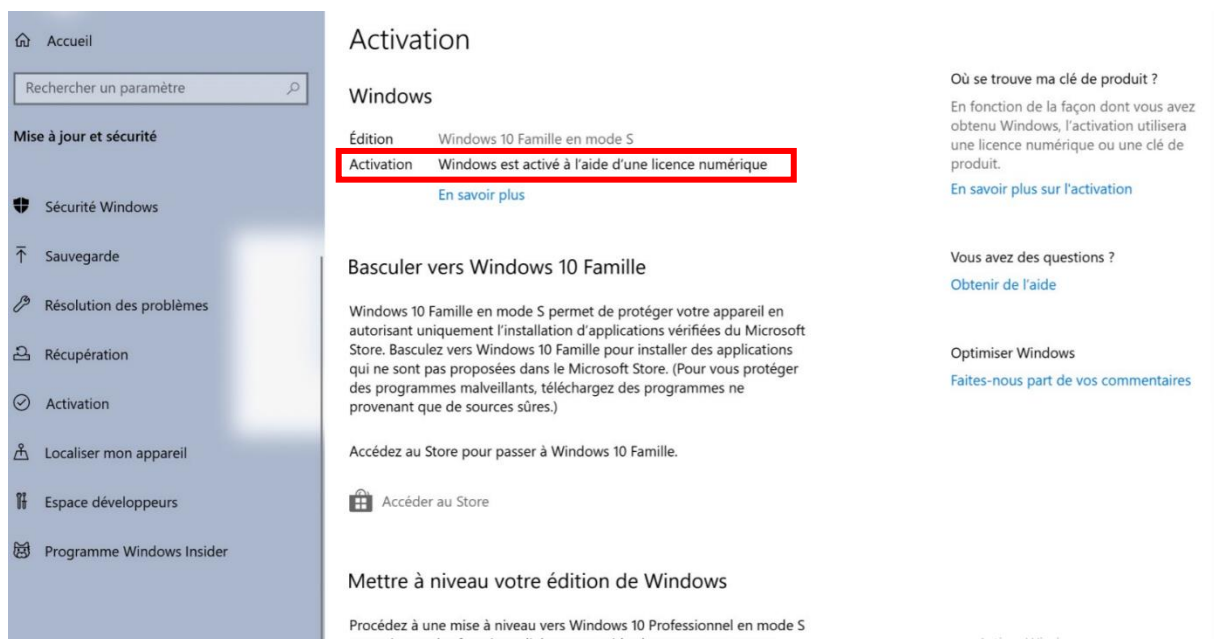 Accueil
Rechercher un paramètre
Mise à jour et sécurité
Sécurité Windows
Sauvegarde
Résolution des problèmes
Récupération
Activation
Localiser mon appareil
Espace développeurs
Programme Windows Insider
Activation
Windows
Édition Windows 10 Famille en mode S
Activation Windows est activé à l'aide d'une licence numérique
En savoir plus
Basculer vers Windows 10 Famille
Windows 10 Famille en mode S permet de protéger votre appareil en
autorisant uniquement l'installation d'applications vérifiées du Microsoft
Store. Basculez vers Windows 10 Famille pour installer des applications
qui ne sont pas proposées dans le Microsoft Store. (Pour vous protéger
des programmes malveillants, téléchargez des programmes ne
provenant que de sources sûres.)
Accédez au Store pour passer à Windows 10 Famille.
Accéder au Store
Mettre à niveau votre édition de Windows
Procédez à une mise à niveau vers Windows 10 Professionnel en mode S
Où se trouve ma clé de produit ?
En fonction de la façon dont vous avez
obtenu Windows, l'activation utilisera
une licence numérique ou une clé de
produit.
En savoir plus sur l'activation
Vous avez des questions ?
Obtenir de l'aide
Optimiser Windows
Faites-nous part de vos commentaires